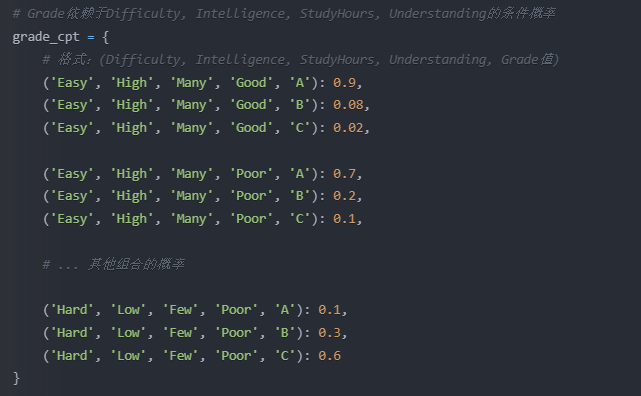 # Grade依赖于Difficulty, Intelligence, StudyHours, Understanding的条件概率
grade_cpt = {
# 格式：(Difficulty, Intelligence, StudyHours, Understanding, Grade值)
('Easy', 'High', 'Many', 'Good', 'A'): 0.9,
('Easy', 'High', 'Many', 'Good', 'B'): 0.08,
('Easy', 'High', 'Many', 'Good', 'C'): 0.02,
('Easy', 'High', 'Many', 'Poor', 'A'): 0.7,
('Easy', 'High', 'Many', 'Poor', 'B'): 0.2,
('Easy', 'High', 'Many', 'Poor', 'C'): 0.1,
# ... 其他组合的概率
('Hard', 'Low', 'Few', 'Poor', 'A'): 0.1,
('Hard', 'Low', 'Few', 'Poor', 'B'): 0.3,
('Hard', 'Low', 'Few', 'Poor', 'C'): 0.6
}